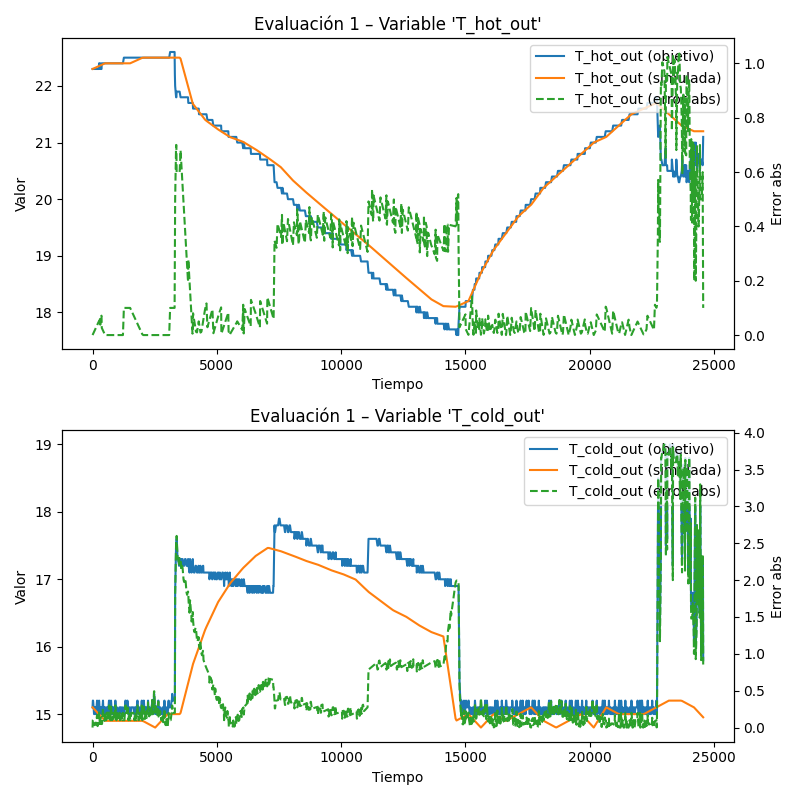 Evaluación 1 – Variable 'T_hot_out'
T_hot_out (objetivo)
T_hot_out (simulada)
T_hot_out (error abs)
22
21
20
19
18
Valor
1.0
0.8
0.6
0.4
0.2
0.0
Error abs
0 5000 10000 15000 20000 25000
Tiempo
Evaluación 1 – Variable 'T_cold_out'
T_cold_out (objetivo)
T_cold_out (simulada)
T_cold_out (error abs)
19
18
17
16
15
Valor
4.0
3.5
3.0
2.5
2.0
1.5
1.0
0.5
0.0
Error abs
0 5000 10000 15000 20000 25000
Tiempo